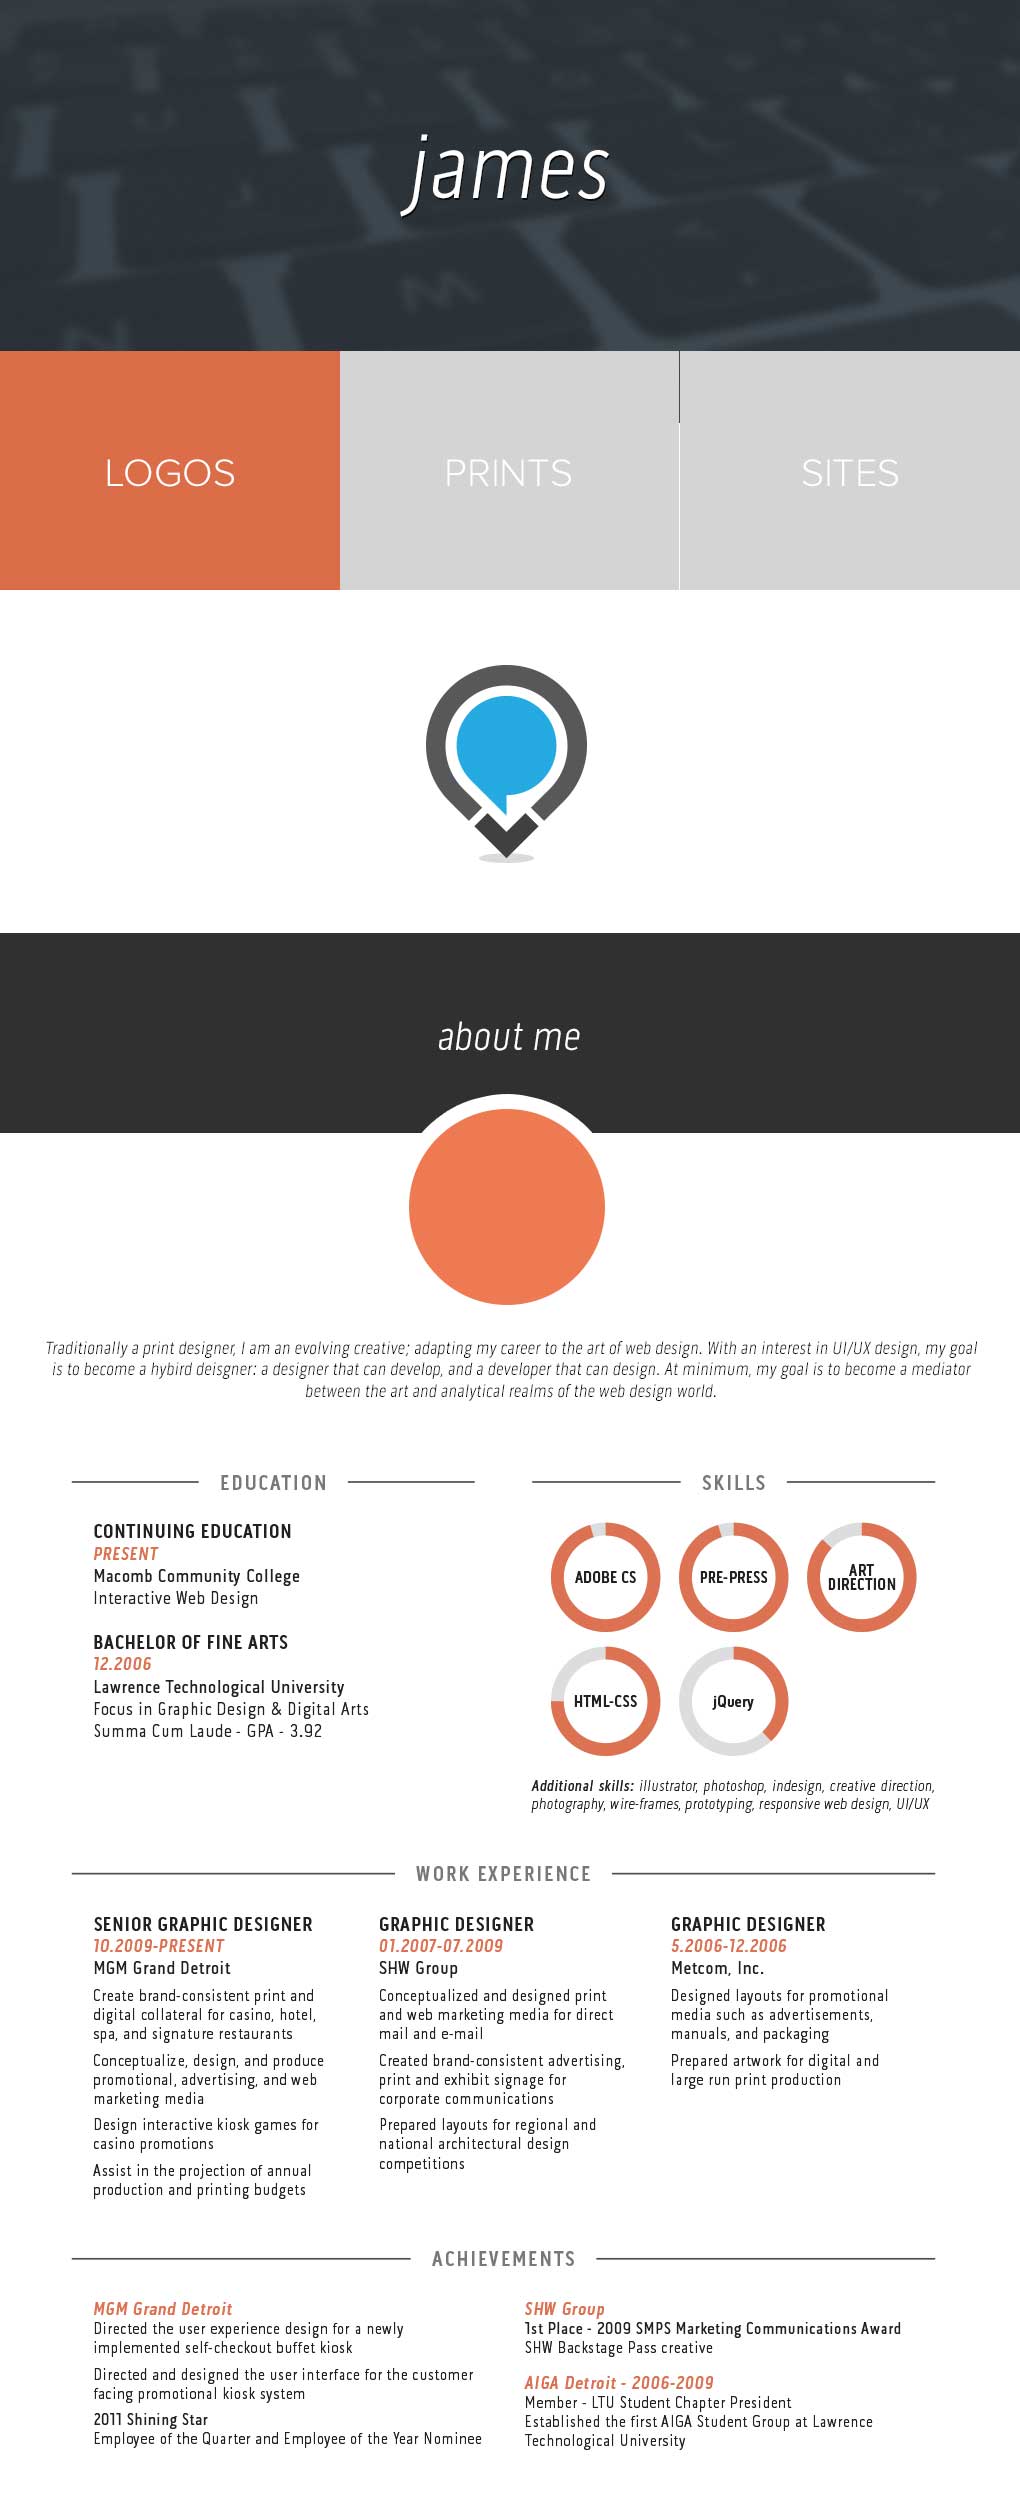 james
LOGOS
PRINTS
SITES
about me
Traditionally a print designer, I am an evolving creative; adapting my career to the art of web design. With an interest in UI/UX design, my goal
is to become a hybird deisgner: a designer that can develop, and a developer that can design. At minimum, my goal is to become a mediator
between the art and analytical realms of the web design world.
EDUCATION
CONTINUING EDUCATION
PRESENT
Macomb Community College
Interactive Web Design
BACHELOR OF FINE ARTS
12.2006
Lawrence Technological University
Focus in Graphic Design & Digital Arts
Summa Cum Laude - GPA - 3.92
SKILLS
ADOBE CS
PRE-PRESS
ART
DIRECTION
HTML-CSS
jQuery
Additional skills: illustrator, photoshop, indesign, creative direction,
photography, wire-frames, prototyping, responsive web design, UI/UX
WORK EXPERIENCE
SENIOR GRAPHIC DESIGNER
10.2009-PRESENT
MGM Grand Detroit
Create brand-consistent print and
digital collateral for casino, hotel,
spa, and signature restaurants
Conceptualize, design, and produce
promotional, advertising, and web
marketing media
Design interactive kiosk games for
casino promotions
Assist in the projection of annual
production and printing budgets
GRAPHIC DESIGNER
01.2007-07.2009
SHW Group
Conceptualized and designed print
and web marketing media for direct
mail and e-mail
Created brand-consistent advertising,
print and exhibit signage for
corporate communications
Prepared layouts for regional and
national architectural design
competitions
GRAPHIC DESIGNER
5.2006-12.2006
Metcom, Inc.
Designed layouts for promotional
media such as advertisements,
manuals, and packaging
Prepared artwork for digital and
large run print production
ACHIEVEMENTS
MGM Grand Detroit
Directed the user experience design for a newly
implemented self-checkout buffet kiosk
Directed and designed the user interface for the customer
facing promotional kiosk system
2011 Shining Star
Employee of the Quarter and Employee of the Year Nominee
SHW Group
1st Place - 2009 SMPS Marketing Communications Award
SHW Backstage Pass creative
AIGA Detroit - 2006-2009
Member - LTU Student Chapter President
Established the first AIGA Student Group at Lawrence
Technological University